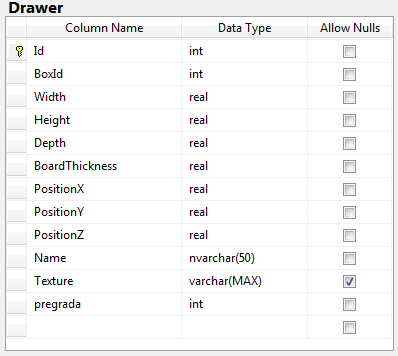 Drawer
Column Name Data Type Allow Nulls
Id int
BoxId int
Width real
Height real
Depth real
BoardThickness real
PositionX real
PositionY real
PositionZ real
Name nvarchar(50)
Texture varchar(MAX)
pregrada int